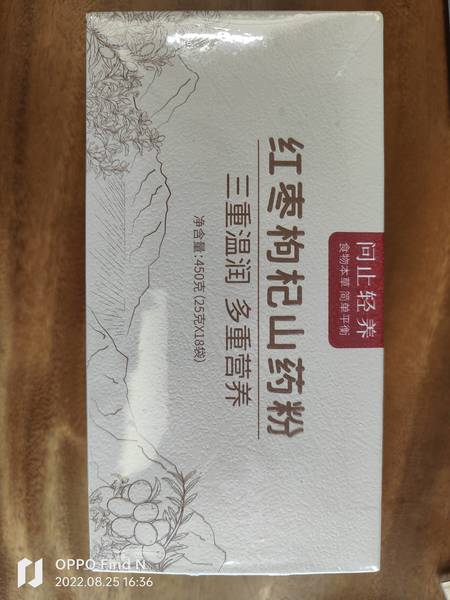 问止轻养
食物本草 简单平衡
红枣枸杞山药粉
三重温润 多重营养
净含量：450克（25克X18袋）
OPPO Find N
2022.08.25 16:36